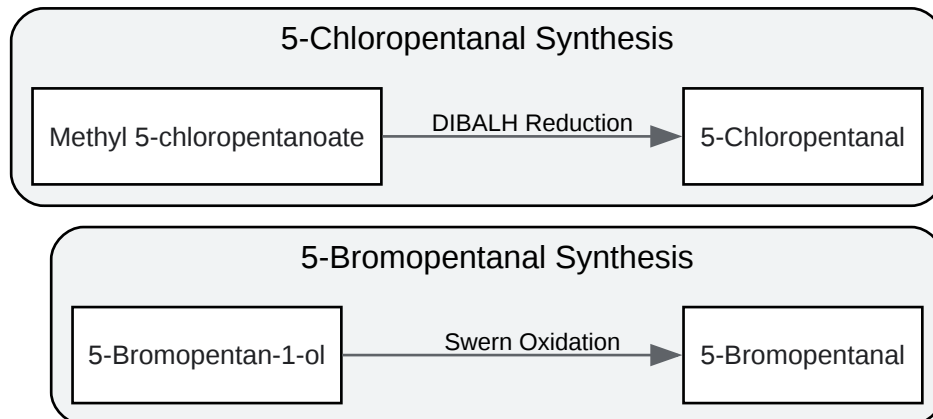 5-Chloropentanal Synthesis
Methyl 5-chloropentanoate
DIBALH Reduction
5-Chloropentanal
5-Bromopentanal Synthesis
5-Bromopentan-1-ol
Swern Oxidation
5-Bromopentanal